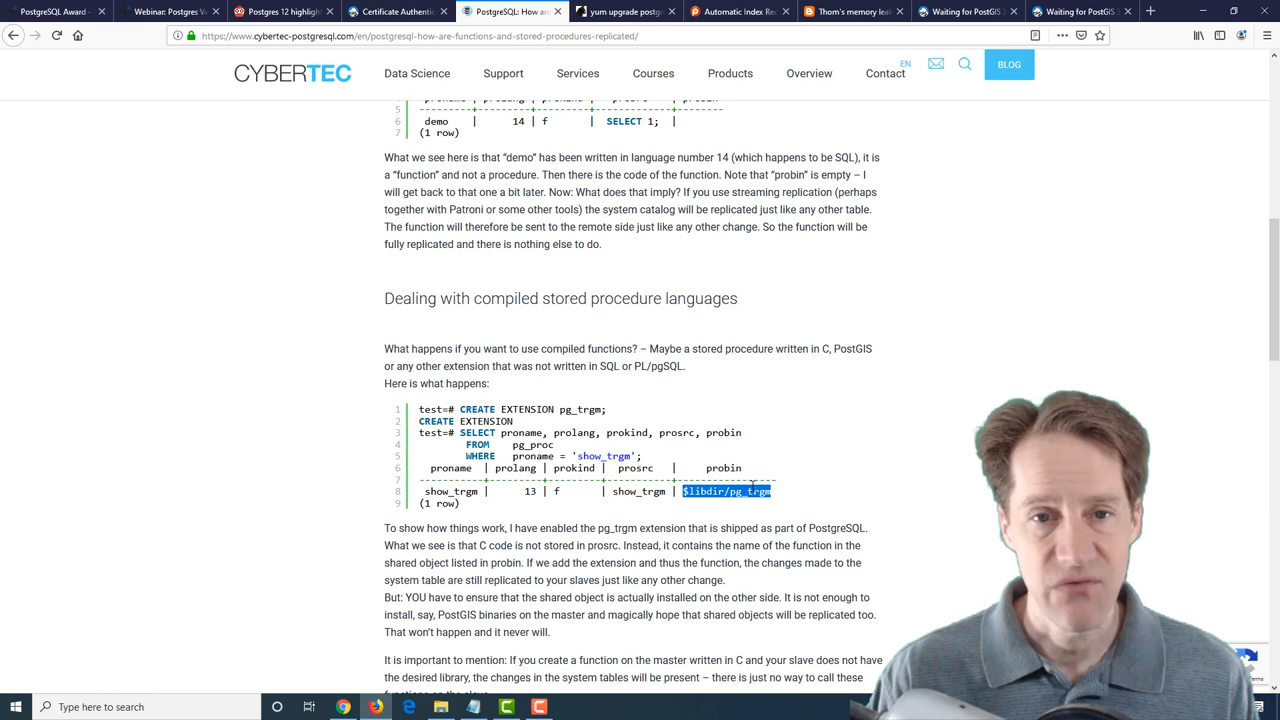 PostgreSQL Award -
Webinar: Postgres Va
Postgres 12 highlight
Certificate Authentic
PostgreSQL: How are
yum upgrade postgr
Automatic Index Rec
Thom's memory leak
Waiting for PostGIS 3
Waiting for PostGIS 3
https://www.cybertec-postgresql.com/en/postgresql-how-are-functions-and-stored-procedures-replicated/
CYBERTEC
Data Science
Support
Services
Courses
Products
Overview
Contact
EN
BLOG
5 --------+---------+---------+-----------+--------
6 demo | 14 | f | SELECT 1; |
7 (1 row)
What we see here is that “demo” has been written in language number 14 (which happens to be SQL), it is
a “function” and not a procedure. Then there is the code of the function. Note that “probin” is empty – I
will get back to that one a bit later. Now: What does that imply? If you use streaming replication (perhaps
together with Patroni or some other tools) the system catalog will be replicated just like any other table.
The function will therefore be sent to the remote side just like any other change. So the function will be
fully replicated and there is nothing else to do.
Dealing with compiled stored procedure languages
What happens if you want to use compiled functions? – Maybe a stored procedure written in C, PostGIS
or any other extension that was not written in SQL or PL/pgSQL.
Here is what happens:
1 test=# CREATE EXTENSION pg_trgm;
2 CREATE EXTENSION
3 test=# SELECT proname, prolang, prokind, prosrc, probin
4 FROM pg_proc
5 WHERE proname = 'show_trgm';
6 proname | prolang | prokind | prosrc | probin
7 -----------+---------+---------+-----------+-----------------
8 show_trgm | 13 | f | show_trgm | $libdir/pg_trgm
9 (1 row)
To show how things work, I have enabled the pg_trgm extension that is shipped as part of PostgreSQL.
What we see is that C code is not stored in prosrc. Instead, it contains the name of the function in the
shared object listed in probin. If we add the extension and thus the function, the changes made to the
system table are still replicated to your slaves just like any other change.
But: YOU have to ensure that the shared object is actually installed on the other side. It is not enough to
install, say, PostGIS binaries on the master and magically hope that shared objects will be replicated too.
That won’t happen and it never will.
It is important to mention: If you create a function on the master written in C and your slave does not have
the desired library, the changes in the system tables will be present – there is just no way to call these
Type here to search